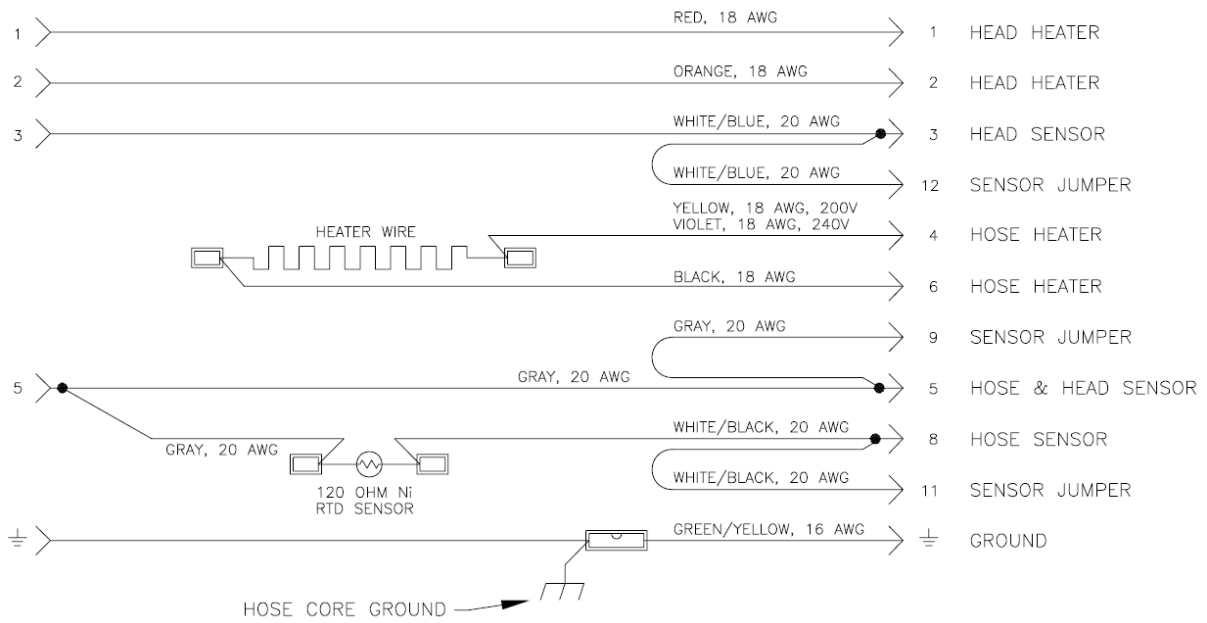 RED, 18 AWG
1 1 HEAD HEATER
ORANGE, 18 AWG
2 2 HEAD HEATER
WHITE/BLUE, 20 AWG
3 3 HEAD SENSOR
WHITE/BLUE, 20 AWG
12 SENSOR JUMPER
YELLOW, 18 AWG, 200V
VIOLET, 18 AWG, 240V
HEATER WIRE
4 HOSE HEATER
BLACK, 18 AWG
6 HOSE HEATER
GRAY, 20 AWG
9 SENSOR JUMPER
GRAY, 20 AWG
5 5 HOSE & HEAD SENSOR
WHITE/BLACK, 20 AWG
8 HOSE SENSOR
GRAY, 20 AWG
WHITE/BLACK, 20 AWG
11 SENSOR JUMPER
120 OHM Ni
RTD SENSOR
GREEN/YELLOW, 16 AWG
GROUND
HOSE CORE GROUND